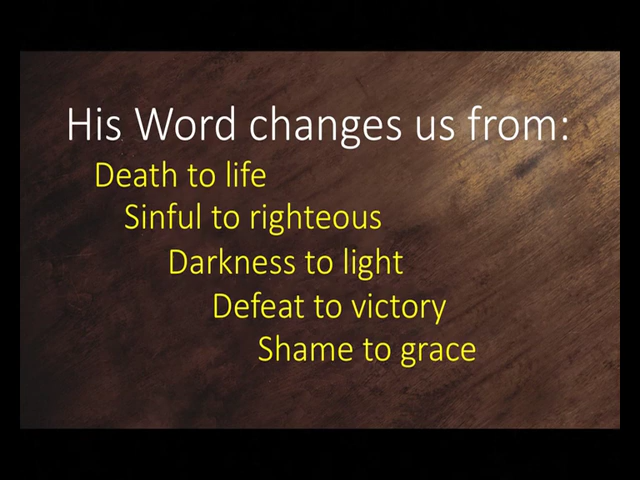 His Word changes us from:
Death to life
Sinful to righteous
Darkness to light
Defeat to victory
Shame to grace